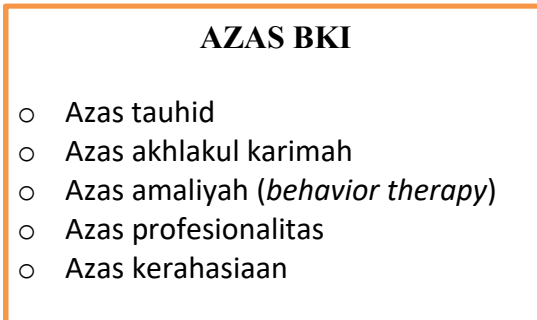 AZAS BKI
o Azas tauhid
o Azas akhlakul karimah
o Azas amaliyah (behavior therapy)
o Azas profesionalitas
o Azas kerahasiaan